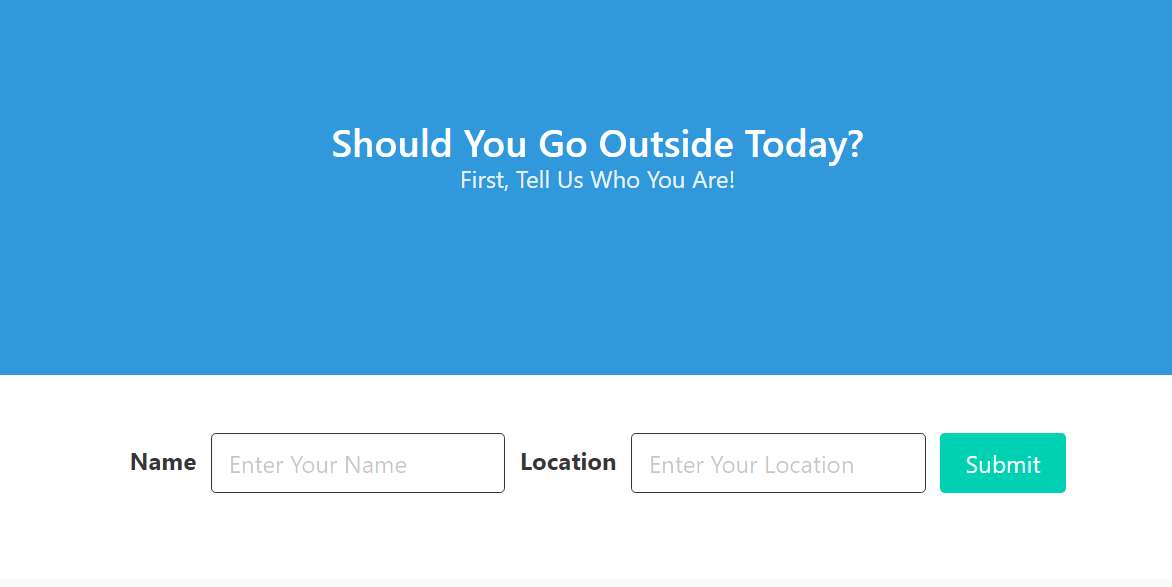 Should You Go Outside Today?
First, Tell Us Who You Are!
Name Enter Your Name Location Enter Your Location Submit